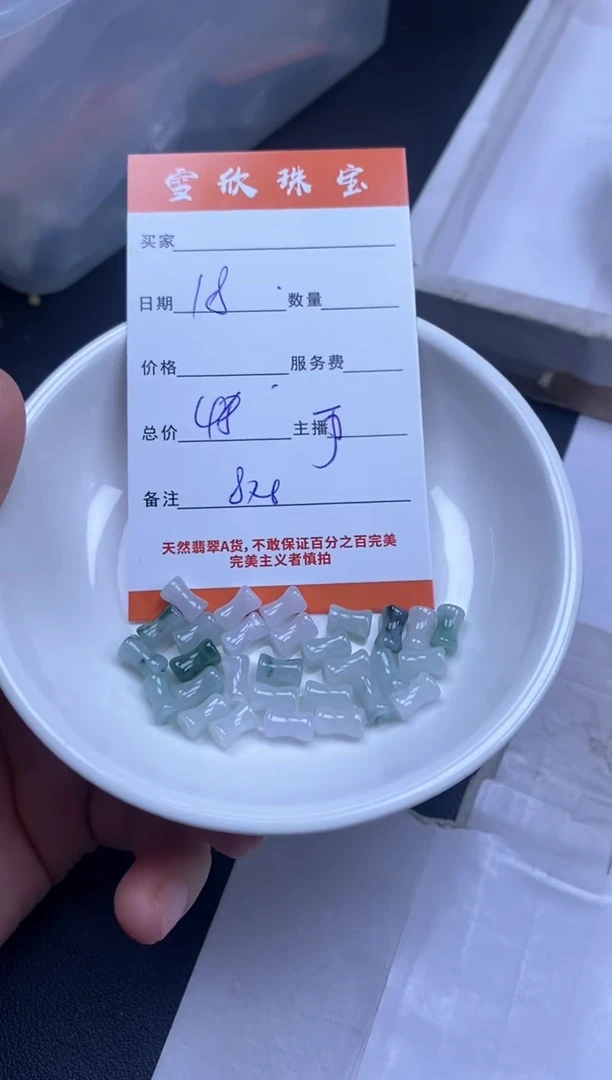 雪欣珠宝
买家
日期 18 数量
价格 服务费
总价 主播
备注
天然翡翠A货,不敢保证百分之百完美
完美主义者慎拍